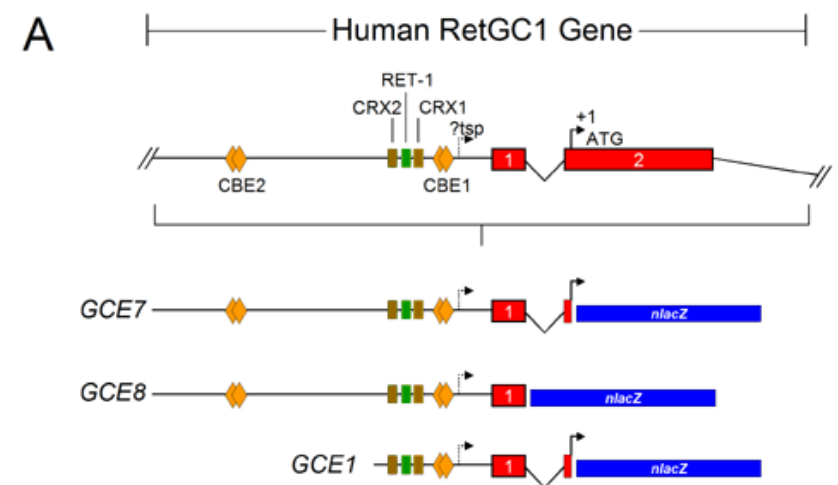 A
Human RetGC1 Gene
RET-1
CRX2 CRX1
?tsp
+1
ATG
1 2
CBE2 CBE1
GCE7 1 nlacZ
GCE8 1 nlacZ
GCE1 1 nlacZ